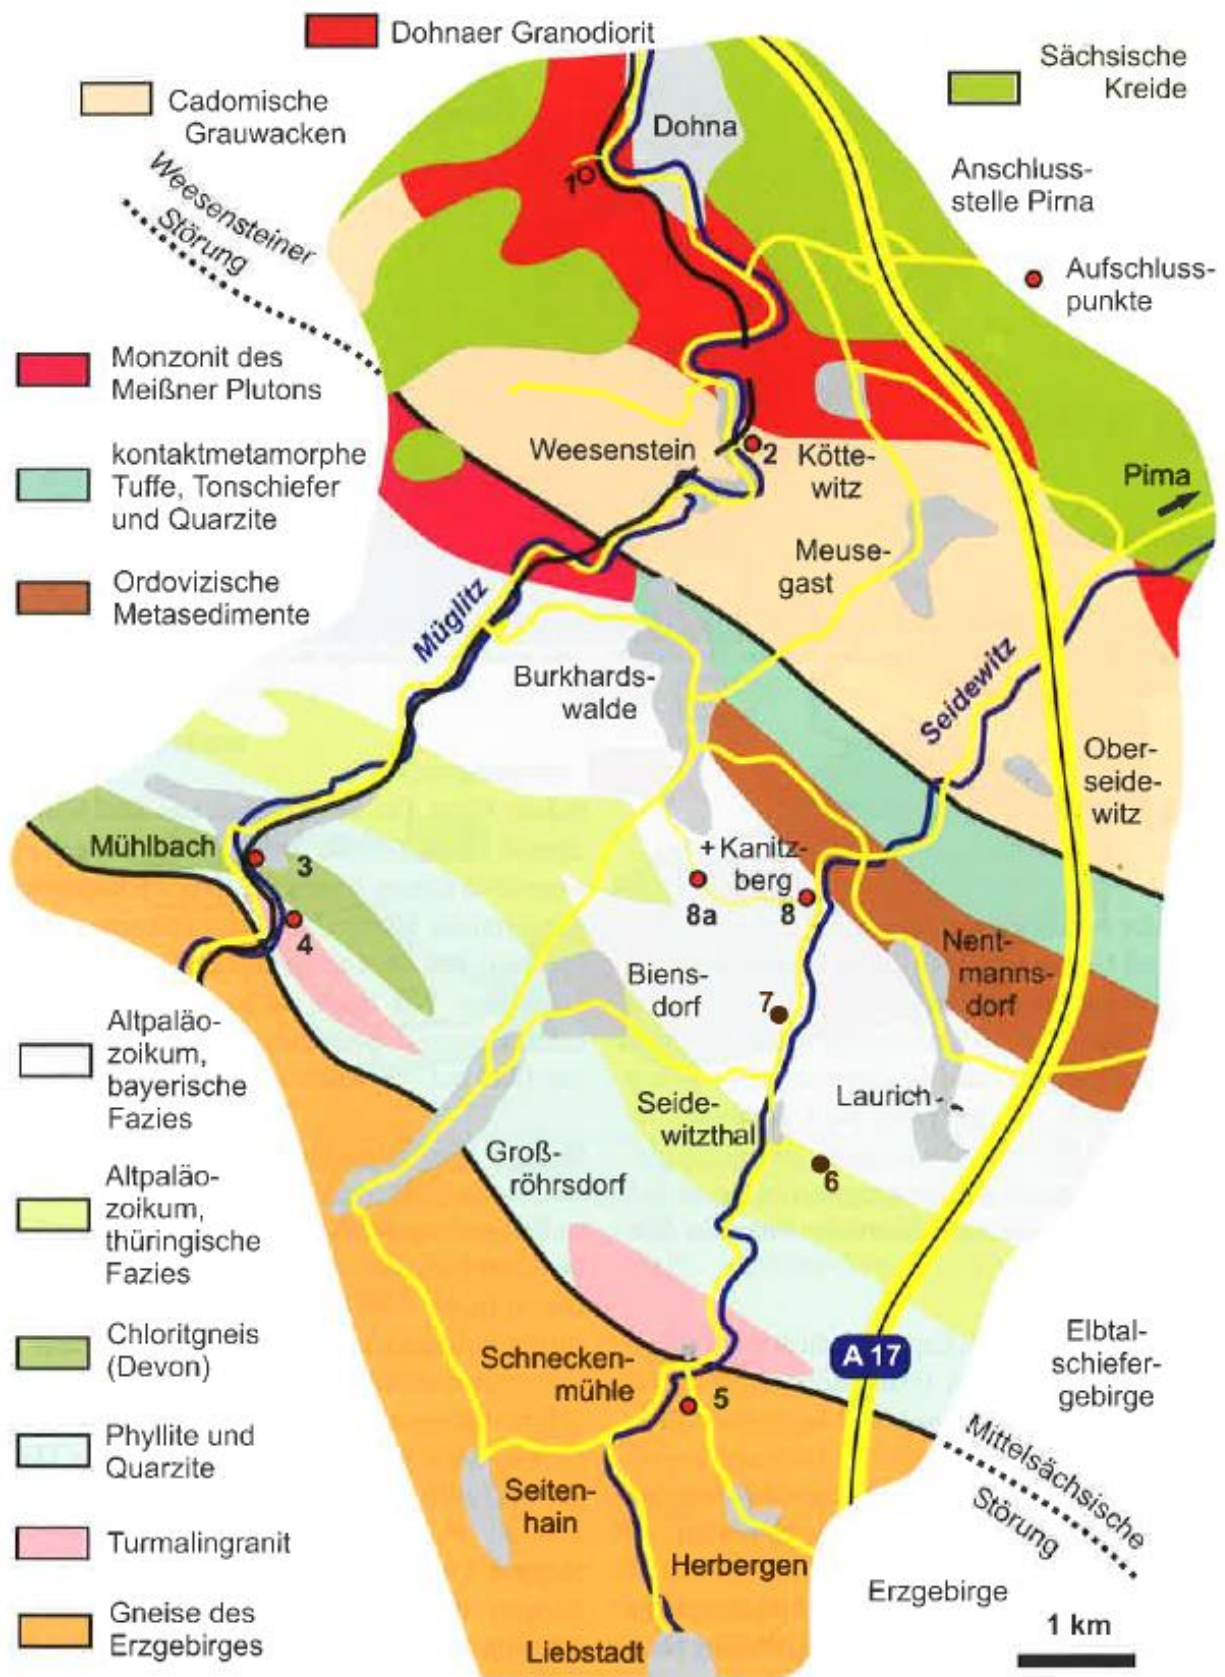 Dohnaer Granodiorit
Sächsische
Kreide
Cadomische
Grauwacken
Dohna
Anschluss-
stelle Pirna
Weesensteiner
Störung
1
Aufschluss-
punkte
Monzonit des
Meißner Plutons
Weesenstein
2
Kötte-
witz
Pirna
kontaktmetamorphe
Tuffe, Tonschiefer
und Quarzite
Meuse-
gast
Ordovizische
Metasedimente
Müglitz
Seidewitz
Burkhards-
walde
Ober-
seide-
witz
Mühlbach
3
+ Kanitz-
berg
8a
8
4
Nent-
manns-
dorf
Biens-
dorf
7
Altpaläo-
zoikum,
bayerische
Fazies
Laurich
Seide-
witzthal
6
Groß-
röhrsdorf
Altpaläo-
zoikum,
thüringische
Fazies
Chloritgneis
(Devon)
Schnecken-
mühle
5
A 17
Elbtal-
schiefer-
gebirge
Phyllite und
Quarzite
Mittelsächsische
Störung
Seiten-
hain
Turmalingranit
Herbergen
Erzgebirge
Gneise des
Erzgebirges
Liebstadt
1 km